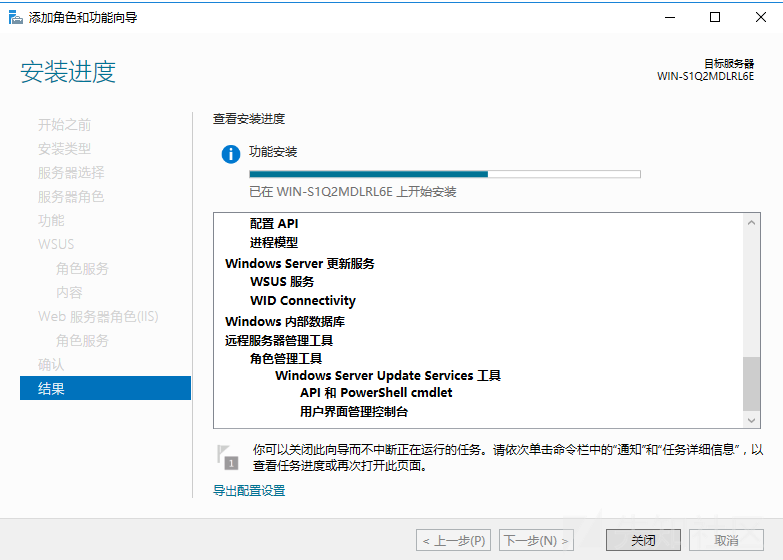 添加角色和功能向导
安装进度
目标服务器
WIN-S1Q2MDLRL6E
开始之前
安装类型
服务器选择
服务器角色
功能
WSUS
角色服务
内容
Web 服务器角色(IIS)
角色服务
确认
结果
查看安装进度
功能安装
已在 WIN-S1Q2MDLRL6E 上开始安装
配置 API
进程模型
Windows Server 更新服务
WSUS 服务
WID Connectivity
Windows 内部数据库
远程服务器管理工具
角色管理工具
Windows Server Update Services 工具
API 和 PowerShell cmdlet
用户界面管理控制台
1
你可以关闭此向导而不中断正在运行的任务。请依次单击命令栏中的"通知"和"任务详细信息"，以
查看任务进度或再次打开此页面。
导出配置设置
< 上一步(P)
下一步(N) >
关闭
取消